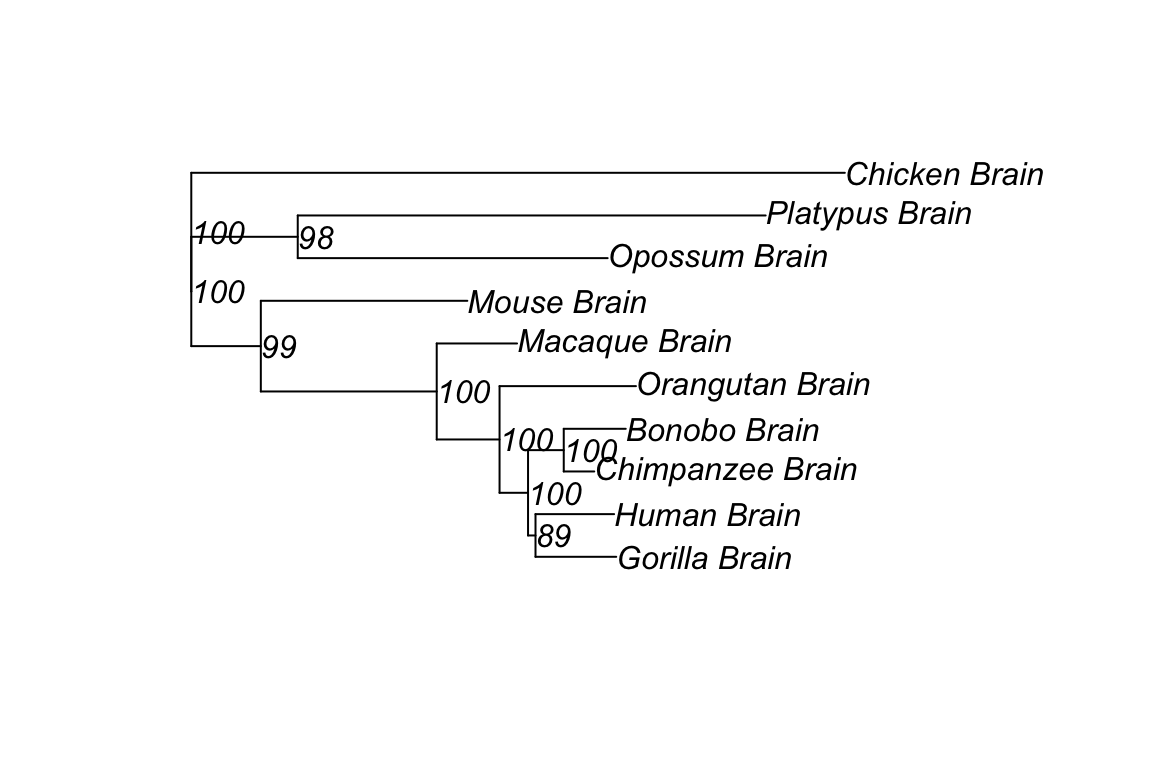 Chicken Brain
Platypus Brain
100
98
Opossum Brain
100
Mouse Brain
99
Macaque Brain
100
Orangutan Brain
100
Bonobo Brain
100
Chimpanzee Brain
100
Human Brain
89
Gorilla Brain